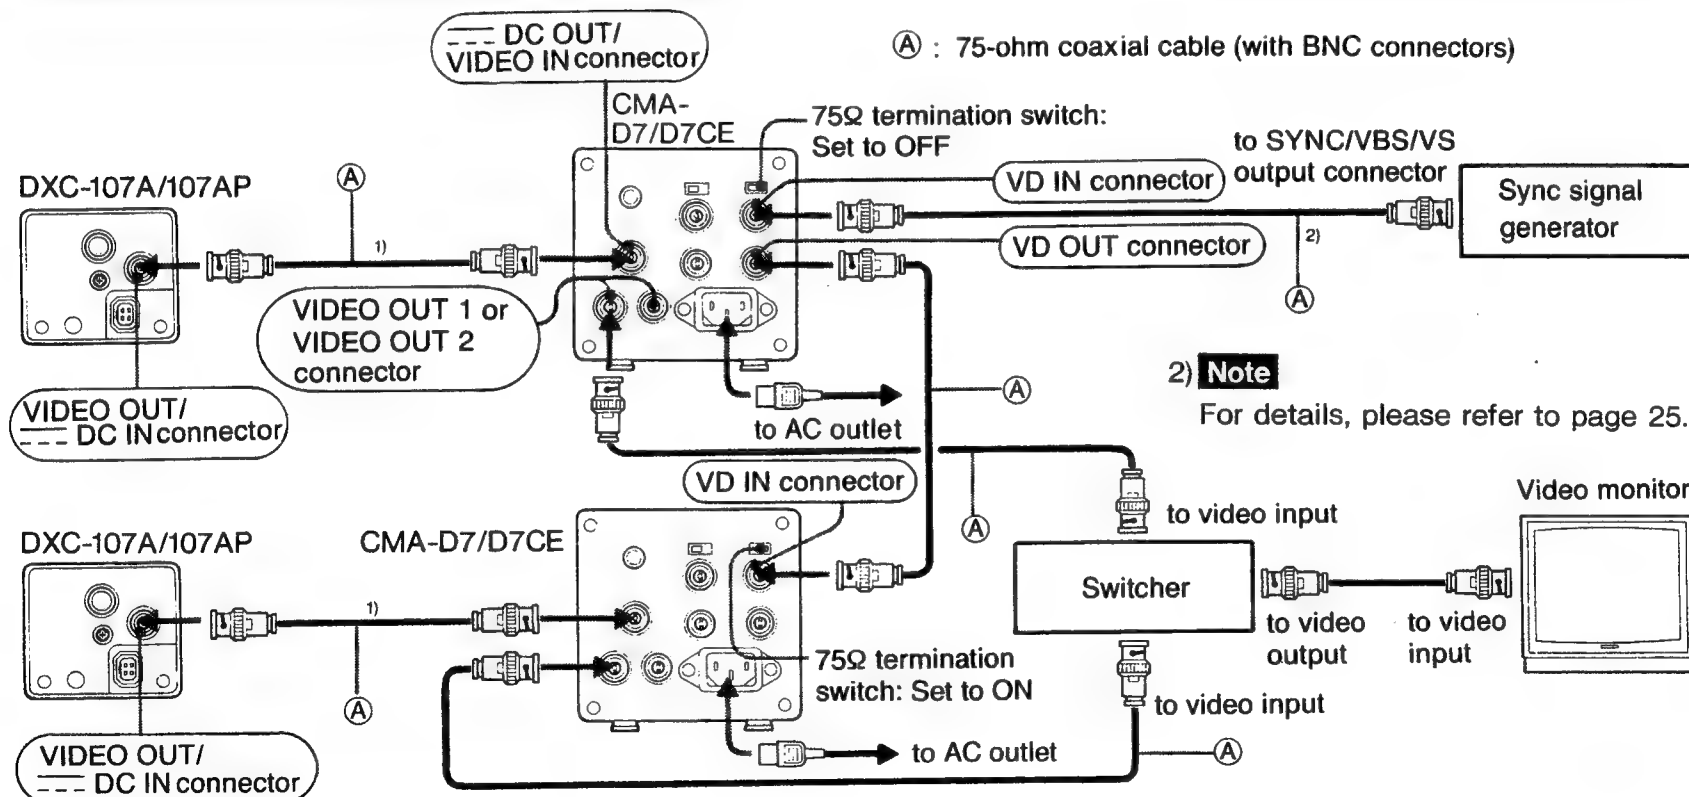 ⎓ DC OUT/
VIDEO IN connector
Ⓐ : 75-ohm coaxial cable (with BNC connectors)
CMA-
D7/D7CE
75Ω termination switch:
Set to OFF
to SYNC/VBS/VS
output connector
DXC-107A/107AP
Ⓐ
VD IN connector
Sync signal
generator
1)
2)
VD OUT connector
Ⓐ
VIDEO OUT 1 or
VIDEO OUT 2
connector
2) Note
For details, please refer to page 25.
Ⓐ
VIDEO OUT/
⎓ DC IN connector
to AC outlet
VD IN connector
Ⓐ
to video input
Video monitor
DXC-107A/107AP
CMA-D7/D7CE
Switcher
1)
to video
output
to video
input
75Ω termination
switch: Set to ON
Ⓐ
to video input
VIDEO OUT/
⎓ DC IN connector
to AC outlet
Ⓐ